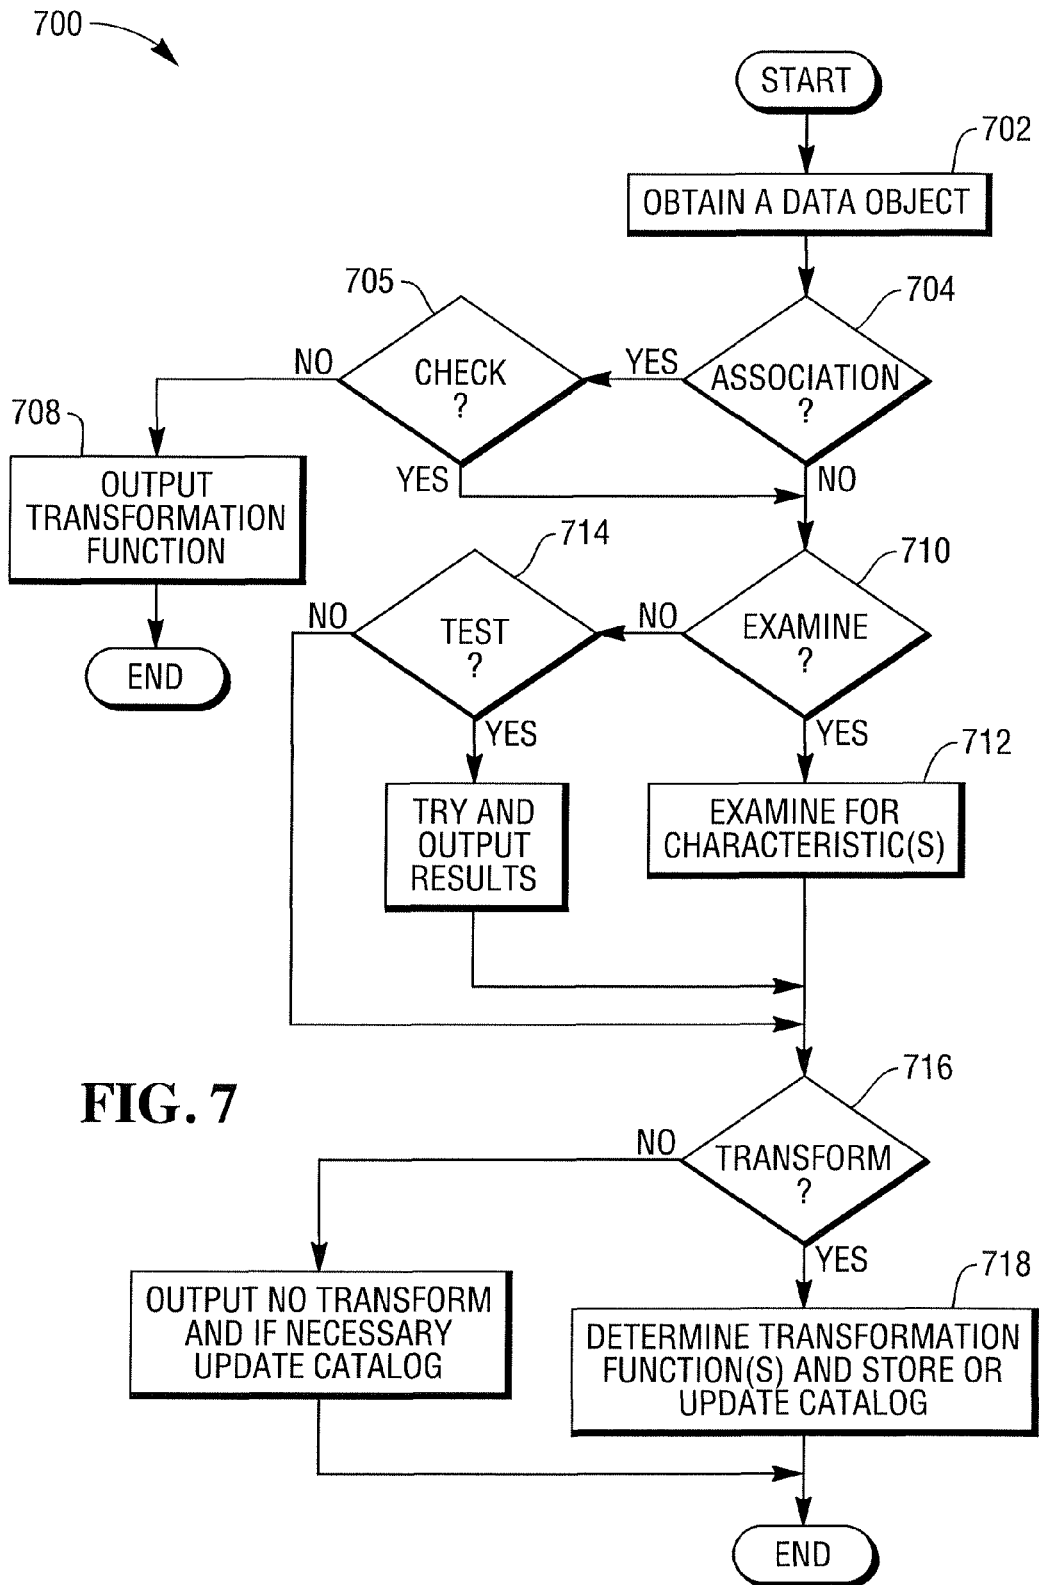 700
START
702
OBTAIN A DATA OBJECT
705
704
NO
CHECK
?
YES
ASSOCIATION
?
708
OUTPUT
TRANSFORMATION
FUNCTION
YES
NO
714
710
END
NO
TEST
?
NO
EXAMINE
?
YES
YES
712
TRY AND
OUTPUT
RESULTS
EXAMINE FOR
CHARACTERISTIC(S)
FIG. 7
716
NO
TRANSFORM
?
YES
718
OUTPUT NO TRANSFORM
AND IF NECESSARY
UPDATE CATALOG
DETERMINE TRANSFORMATION
FUNCTION(S) AND STORE OR
UPDATE CATALOG
END